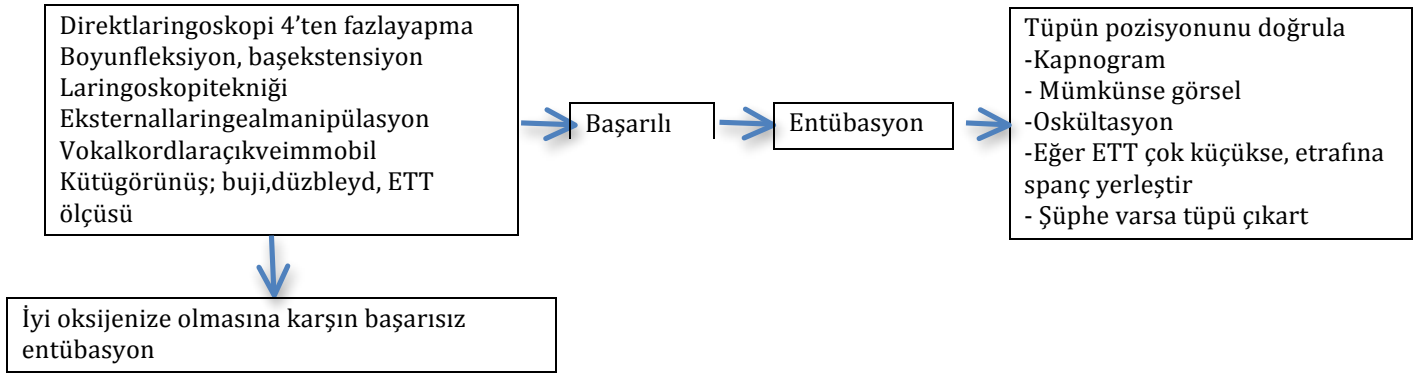 Direktlaringoskopi 4’ten fazlayapma
Boyunfleksiyon, başekstensiyon
Laringoskopitekniği
Eksternallaringealmanipülasyon
Vokalkordlaraçıkveimmobil
Kütügörünüş; buji,düzbleyd, ETT
ölçüsü
Başarılı
Entübasyon
Tüpün pozisyonunu doğrula
-Kapnogram
- Mümkünse görsel
-Oskültasyon
-Eğer ETT çok küçükse, etrafına
spanç yerleştir
- Şüphe varsa tüpü çıkart
İyi oksijenize olmasına karşın başarısız
entübasyon